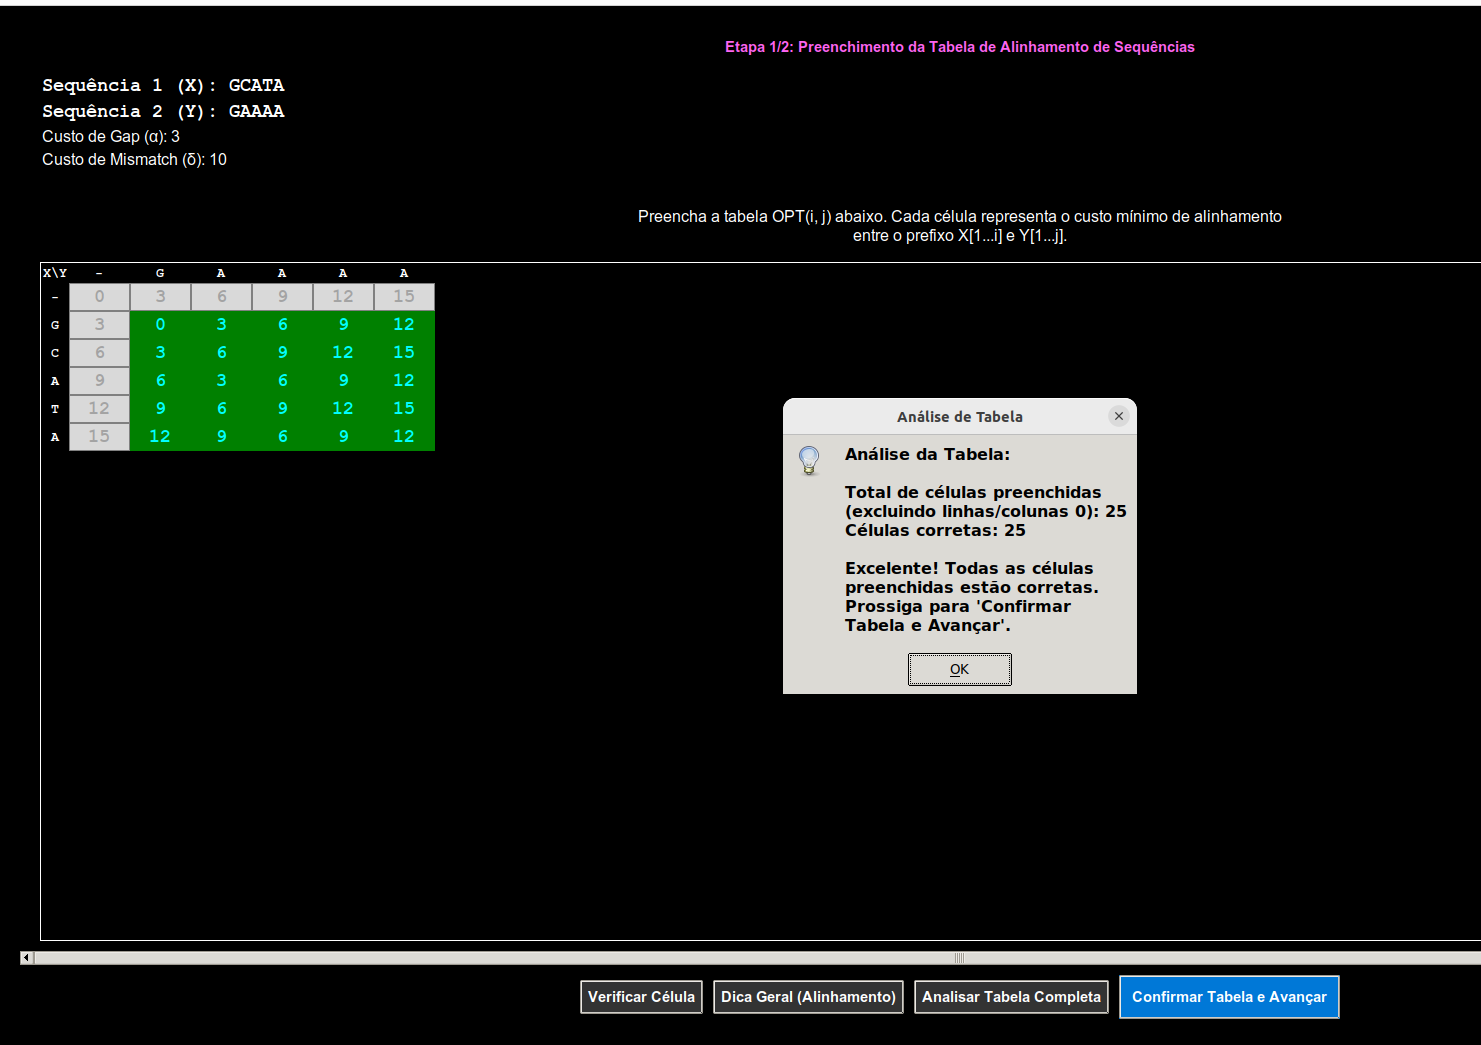 Etapa 1/2: Preenchimento da Tabela de Alinhamento de Sequências
Sequência 1 (X): GCATA
Sequência 2 (Y): GAAAA
Custo de Gap (α): 3
Custo de Mismatch (δ): 10
Preencha a tabela OPT(i, j) abaixo. Cada célula representa o custo mínimo de alinhamento
entre o prefixo X[1...i] e Y[1...j].
X\Y - G A A A A
- 0 3 6 9 12 15
G 3 0 3 6 9 12
C 6 3 6 9 12 15
A 9 6 3 6 9 12
T 12 9 6 9 12 15
A 15 12 9 6 9 12
Análise de Tabela
Análise da Tabela:
Total de células preenchidas
(excluindo linhas/colunas 0): 25
Células corretas: 25
Excelente! Todas as células
preenchidas estão corretas.
Prossiga para 'Confirmar
Tabela e Avançar'.
OK
Verificar Célula Dica Geral (Alinhamento) Analisar Tabela Completa Confirmar Tabela e Avançar